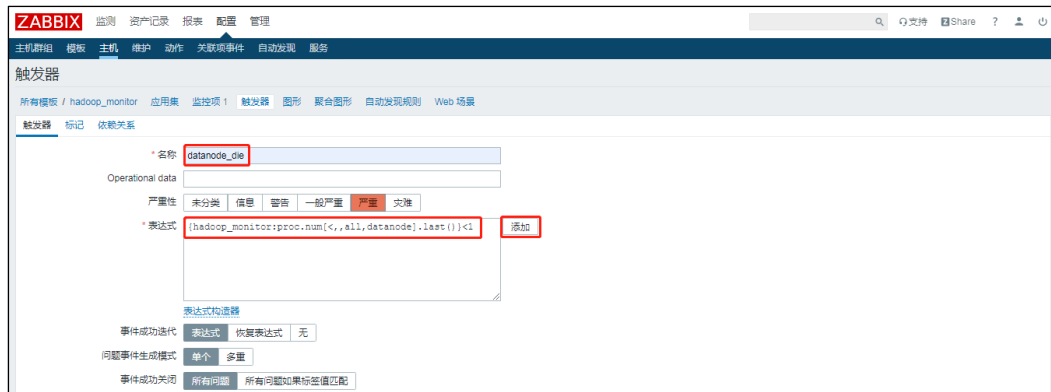 ZABBIX 监测 资产记录 报表 配置 管理 支持 Z Share ?
主机群组 模板 主机 维护 动作 关联项事件 自动发现 服务
触发器
所有模板 / hadoop_monitor 应用集 监控项 1 触发器 图形 聚合图形 自动发现规则 Web 场景
触发器 标记 依赖关系
* 名称 datanode_die
Operational data
严重性 未分类 信息 警告 一般严重 严重 灾难
* 表达式 {hadoop_monitor:proc.num[<,,all,datanode].last()}<1 添加
表达式构造器
事件成功迭代 表达式 恢复表达式 无
问题事件生成模式 单个 多重
事件成功关闭 所有问题 所有问题如果标签值匹配